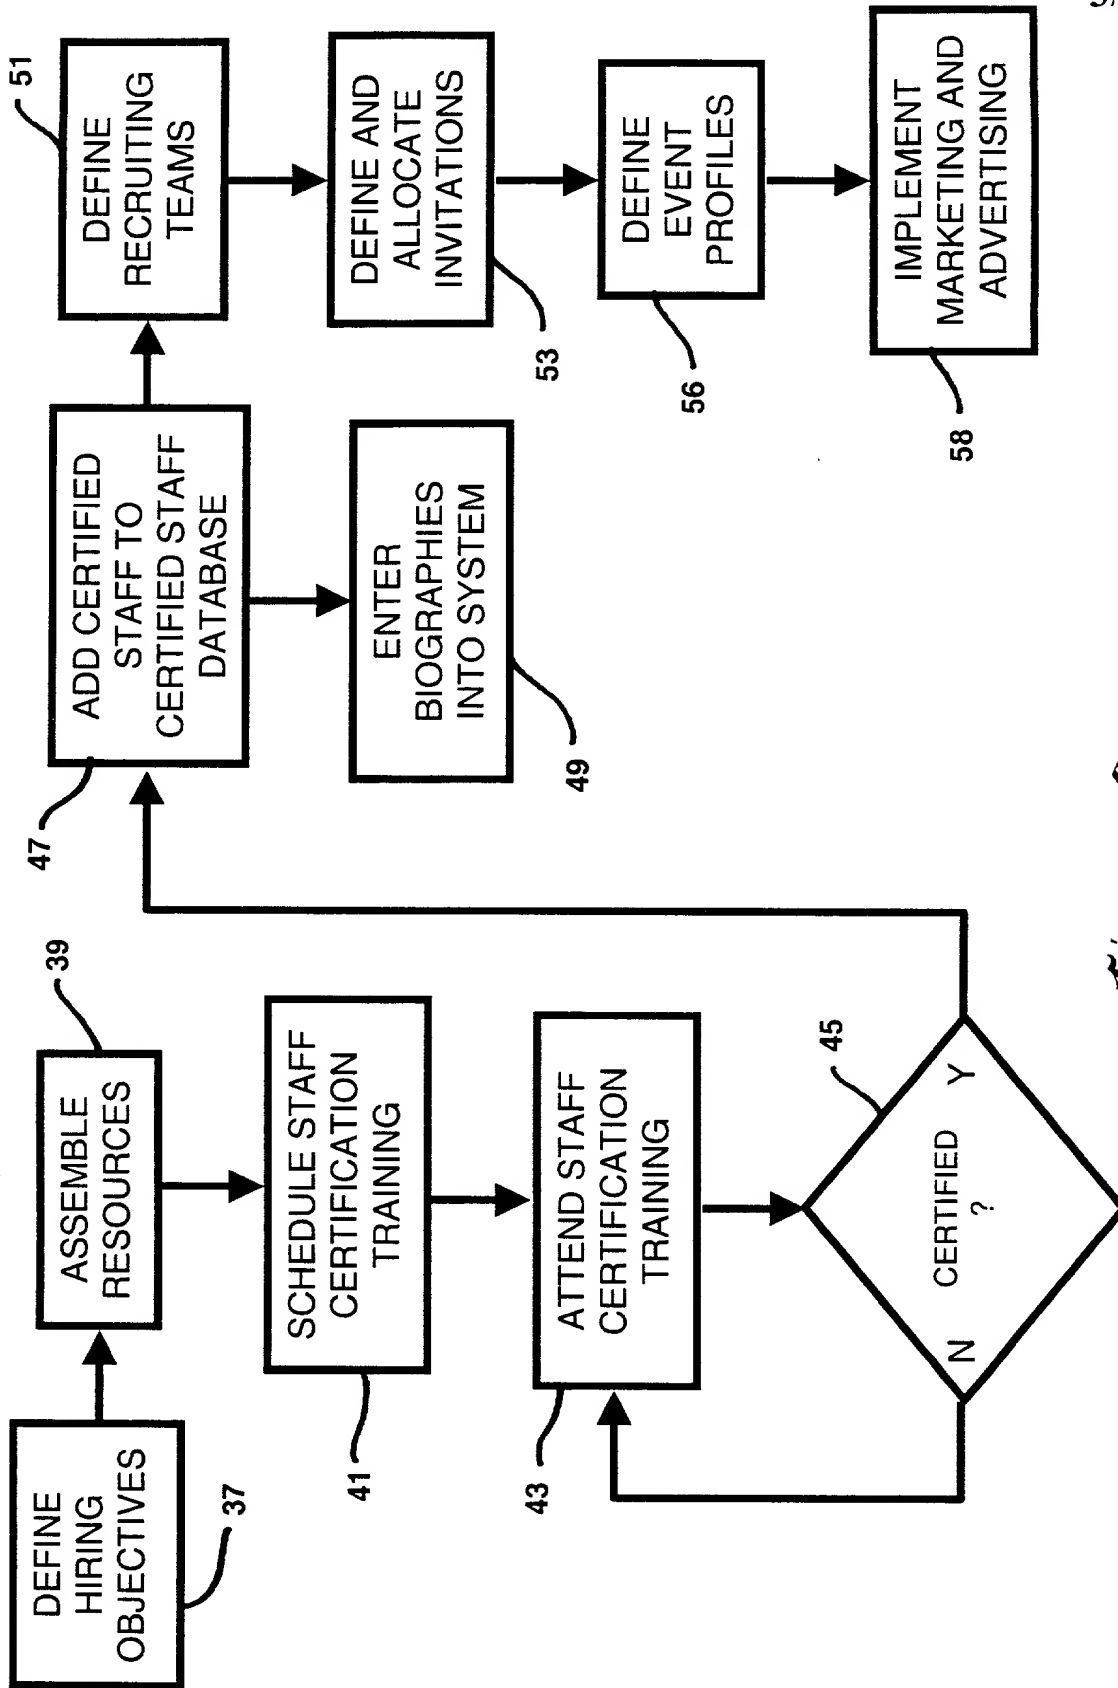 DEFINE
HIRING
OBJECTIVES
37
ASSEMBLE
RESOURCES
39
SCHEDULE STAFF
CERTIFICATION
TRAINING
41
ATTEND STAFF
CERTIFICATION
TRAINING
43
CERTIFIED
?
N
Y
45
ADD CERTIFIED
STAFF TO
CERTIFIED STAFF
DATABASE
47
ENTER
BIOGRAPHIES
INTO SYSTEM
49
DEFINE
RECRUITING
TEAMS
51
DEFINE AND
ALLOCATE
INVITATIONS
53
DEFINE
EVENT
PROFILES
56
IMPLEMENT
MARKETING AND
ADVERTISING
58